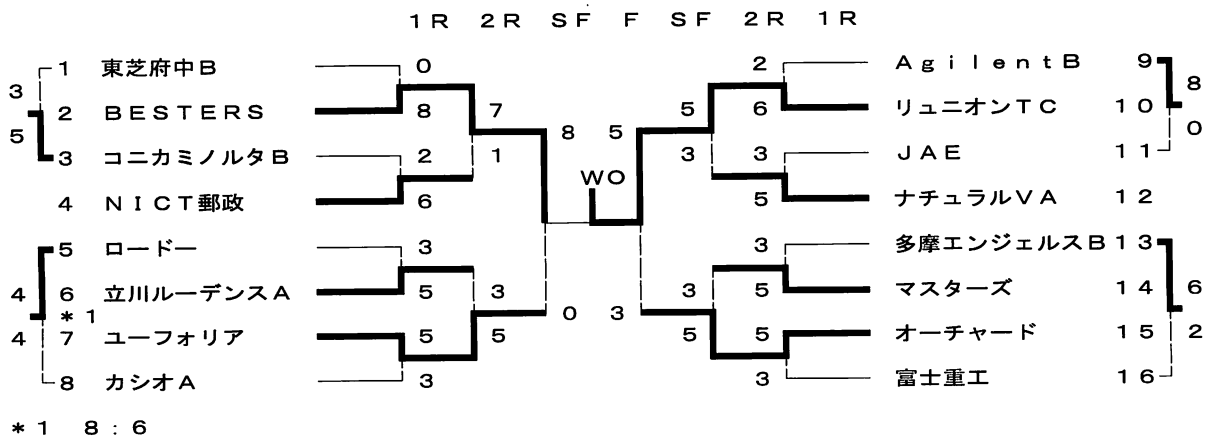 1R 2R SF F SF 2R 1R
1 東芝府中B 0 2 AgilentB 9
3 8
2 BESTERS 8 7 8 5 5 6 リュニオンTC 10
5 0
3 コニカミノルタB 2 1 3 3 JAE 11
WO
4 NICT郵政 6 5 ナチュラルVA 12
5 ロードー 3 3 多摩エンジェルスB 13
4 6 立川ルーデンスA 5 3 0 3 3 5 マスターズ 14 6
*1
4 7 ユーフォリア 5 5 5 5 オーチャード 15 2
8 カシオA 3 3 富士重工 16
*1 8:6